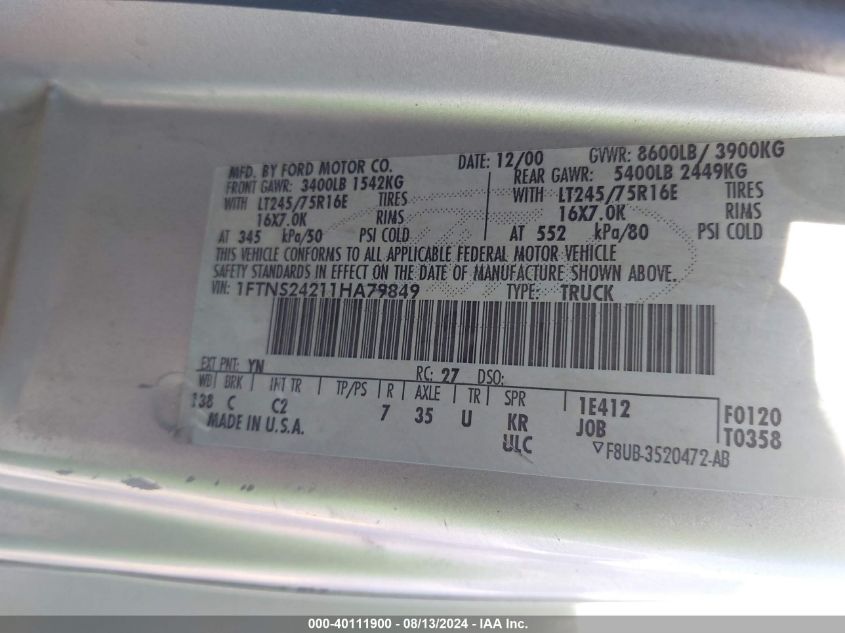 MFD. BY FORD MOTOR CO. DATE: 12/00 GVWR: 8600LB/ 3900KG
FRONT GAWR: 3400LB 1542KG REAR GAWR: 5400LB 2449KG
WITH LT245/75R16E TIRES WITH LT245/75R16E TIRES
16X7.0K RIMS 16X7.0K RIMS
AT 345 kPa/50 PSI COLD AT 552 kPa/80 PSI COLD
THIS VEHICLE CONFORMS TO ALL APPLICABLE FEDERAL MOTOR VEHICLE
SAFETY STANDARDS IN EFFECT ON THE DATE OF MANUFACTURE SHOWN ABOVE.
VIN: 1FTNS24211HA79849 TYPE: TRUCK
EXT PNT: YN RC: 27 DSO:
WB BRK INT TR TP/PS R AXLE TR SPR
138 C C2 7 35 U KR 1E412 F0120
MADE IN U.S.A. ULC JOB T0358
▽F8UB-3520472-AB
000-40111900 - 08/13/2024 - IAA Inc.